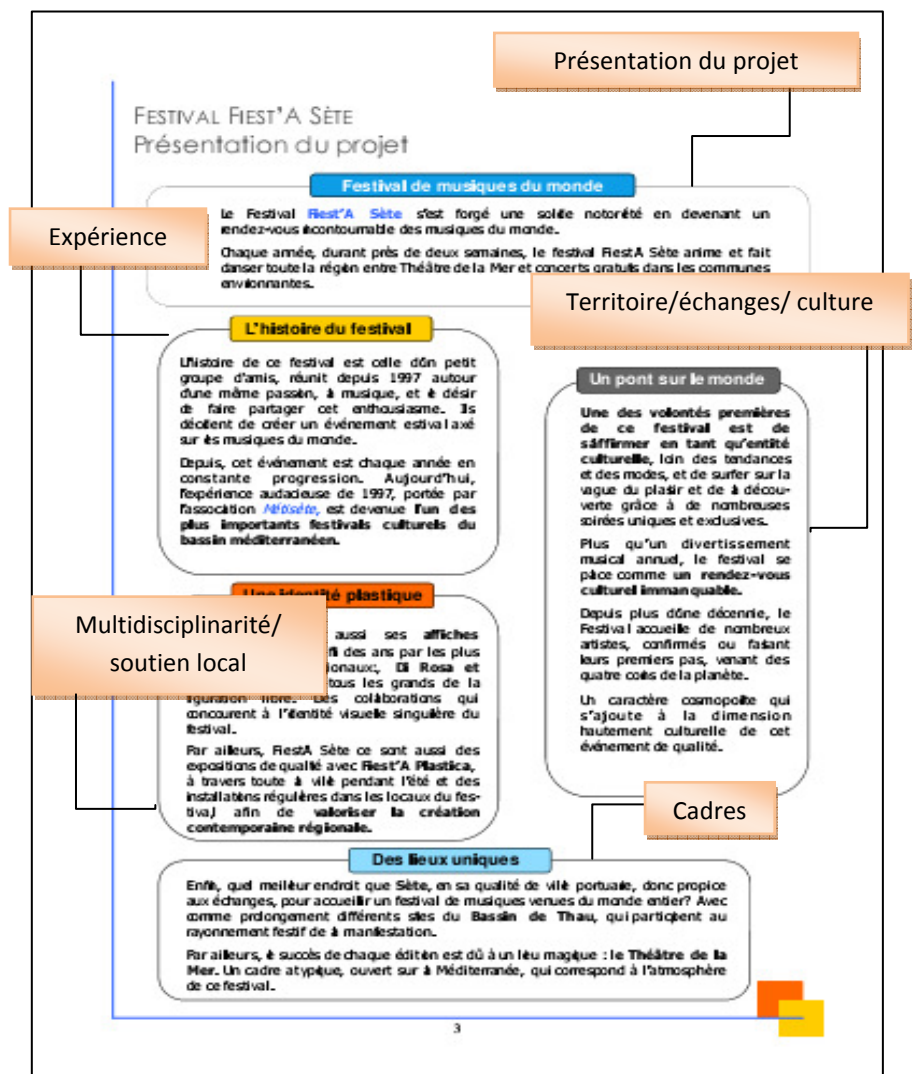 Présentation du projet
FESTIVAL FIEST'A SÈTE
Présentation du projet
Festival de musiques du monde
Le Festival Fiest'A Sète s'est forgé une solide notoriété en devenant un
rendez-vous incontournable des musiques du monde.
Chaque année, durant près de deux semaines, le festival FiestA Sète anime et fait
danser toute la région entre Théâtre de la Mer et concerts gratuits dans les communes
environnantes.
Expérience
Territoire/échanges/ culture
L'histoire du festival
L'histoire de ce festival est celle d'un petit
groupe d'amis, réunit depuis 1997 autour
d'une même passion, la musique, et le désir
de faire partager cet enthousiasme. Ils
décident de créer un événement estival axé
sur les musiques du monde.
Depuis, cet événement est chaque année en
constante progression. Aujourd'hui,
l'expérience audacieuse de 1997, portée par
l'association Métisète, est devenue l'un des
plus importants festivals culturels du
bassin méditerranéen.
Un pont sur le monde
Une des volontés premières
de ce festival est de
s'affirmer en tant qu'entité
culturelle, loin des tendances
et des modes, et de surfer sur la
vague du plaisir et de la décou-
verte grâce à de nombreuses
soirées uniques et exclusives.
Plus qu'un divertissement
musical annuel, le festival se
place comme un rendez-vous
culturel immanquable.
Depuis plus d'une décennie, le
Festival accueille de nombreux
artistes, confirmés ou faisant
leurs premiers pas, venant des
quatre coins de la planète.
Un caractère cosmopolite qui
s'ajoute à la dimension
hautement culturelle de cet
événement de qualité.
Une identité plastique
Multidisciplinarité/
soutien local
aussi ses affiches
des ans par les plus
Di Rosa et
tous les grands de la
figuration libre. Des collaborations qui
concourent à l'identité visuelle singulière du
festival.
Par ailleurs, FiestA Sète ce sont aussi des
expositions de qualité avec Fiest'A Plastica,
à travers toute la ville pendant l'été et des
installations régulières dans les locaux du fes-
tival, afin de valoriser la création
contemporaine régionale.
Cadres
Des lieux uniques
Enfin, quel meilleur endroit que Sète, en sa qualité de ville portuaire, donc propice
aux échanges, pour accueillir un festival de musiques venues du monde entier? Avec
comme prolongement différents sites du Bassin de Thau, qui participent au
rayonnement festif de la manifestation.
Par ailleurs, le succès de chaque édition est dû à un lieu magique : le Théâtre de la
Mer. Un cadre atypique, ouvert sur la Méditerranée, qui correspond à l'atmosphère
de ce festival.
3